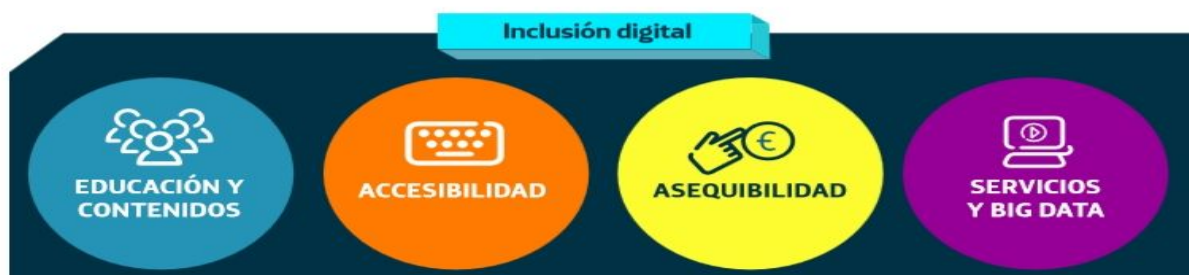 Inclusión digital
EDUCACIÓN Y
CONTENIDOS
ACCESIBILIDAD
€
ASEQUIBILIDAD
SERVICIOS
Y BIG DATA